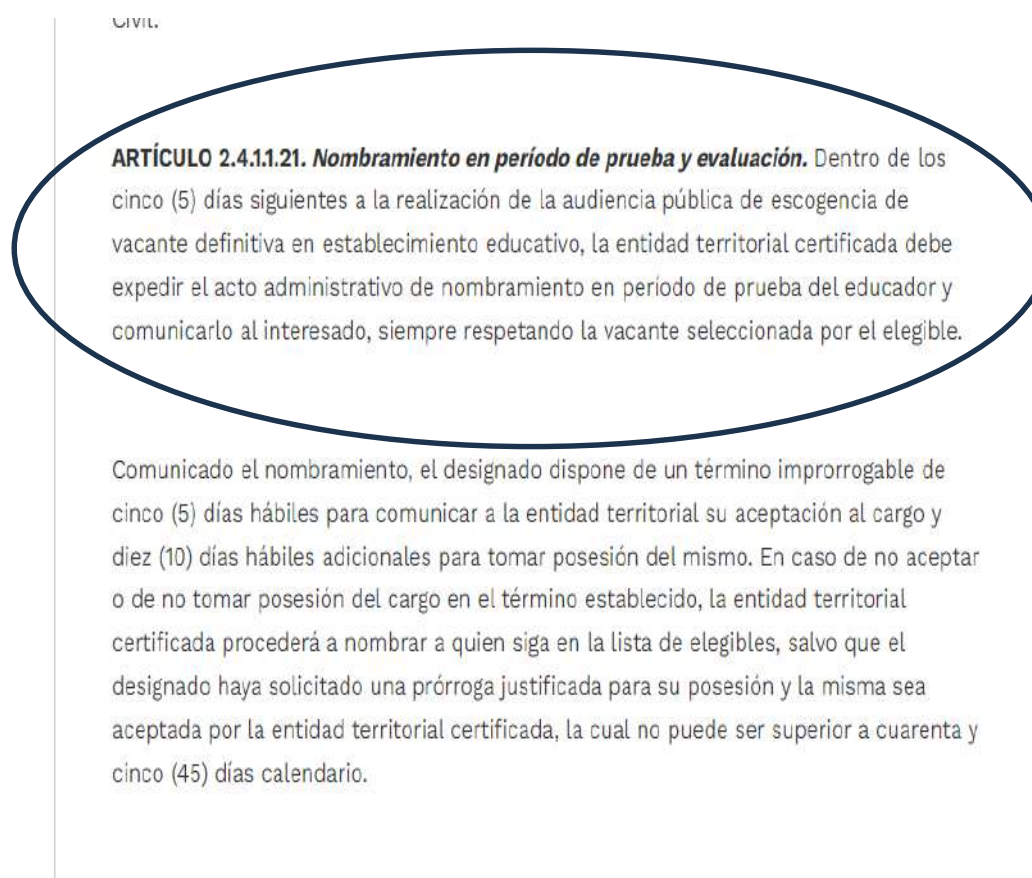 Civil.
ARTÍCULO 2.4.1.1.21. Nombramiento en período de prueba y evaluación. Dentro de los
cinco (5) días siguientes a la realización de la audiencia pública de escogencia de
vacante definitiva en establecimiento educativo, la entidad territorial certificada debe
expedir el acto administrativo de nombramiento en período de prueba del educador y
comunicarlo al interesado, siempre respetando la vacante seleccionada por el elegible.
Comunicado el nombramiento, el designado dispone de un término improrrogable de
cinco (5) días hábiles para comunicar a la entidad territorial su aceptación al cargo y
diez (10) días hábiles adicionales para tomar posesión del mismo. En caso de no aceptar
o de no tomar posesión del cargo en el término establecido, la entidad territorial
certificada procederá a nombrar a quien siga en la lista de elegibles, salvo que el
designado haya solicitado una prórroga justificada para su posesión y la misma sea
aceptada por la entidad territorial certificada, la cual no puede ser superior a cuarenta y
cinco (45) días calendario.